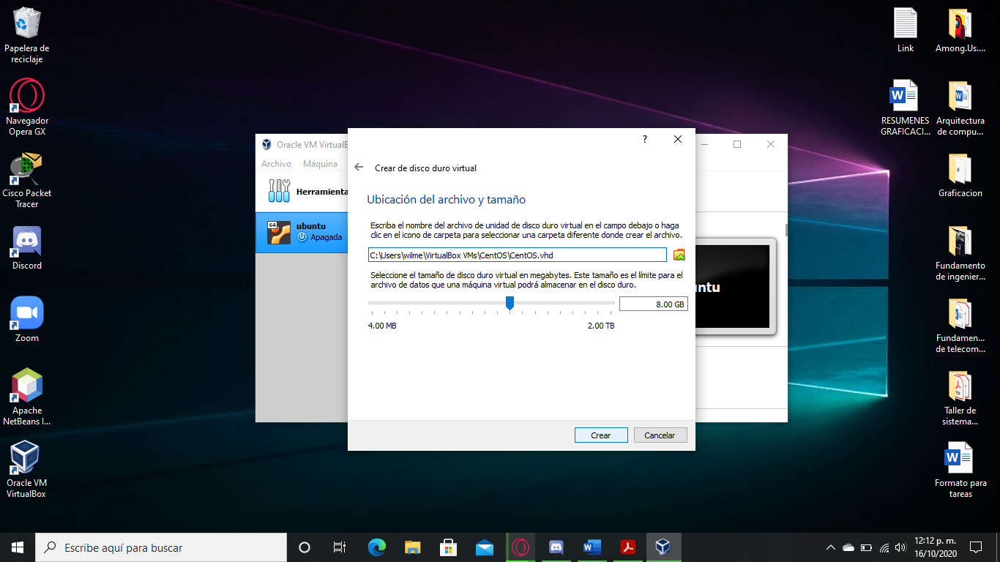 Papelera de
reciclaje
Navegador
Opera GX
Cisco Packet
Tracer
Discord
Zoom
Apache
NetBeans I...
Oracle VM
VirtualBox
Link
Among.Us....
RESUMENES
GRAFICACI...
Arquitectura
de compu...
Graficacion
Fundamento
de ingenier...
Fundamen...
de telecom...
Taller de
sistema...
Formato para
tareas
Oracle VM VirtualB
Archivo Máquina
Herramienta
64
ubuntu
Apagada
untu
?
Crear de disco duro virtual
Ubicación del archivo y tamaño
Escriba el nombre del archivo de unidad de disco duro virtual en el campo debajo o haga
clic en el icono de carpeta para seleccionar una carpeta diferente donde crear el archivo.
C:\Users\wilme\VirtualBox VMs\CentOS\CentOS.vhd
Seleccione el tamaño de disco duro virtual en megabytes. Este tamaño es el límite para el
archivo de datos que una máquina virtual podrá almacenar en el disco duro.
8.00 GB
4.00 MB 2.00 TB
Crear Cancelar
Escribe aquí para buscar
12:12 p. m.
16/10/2020